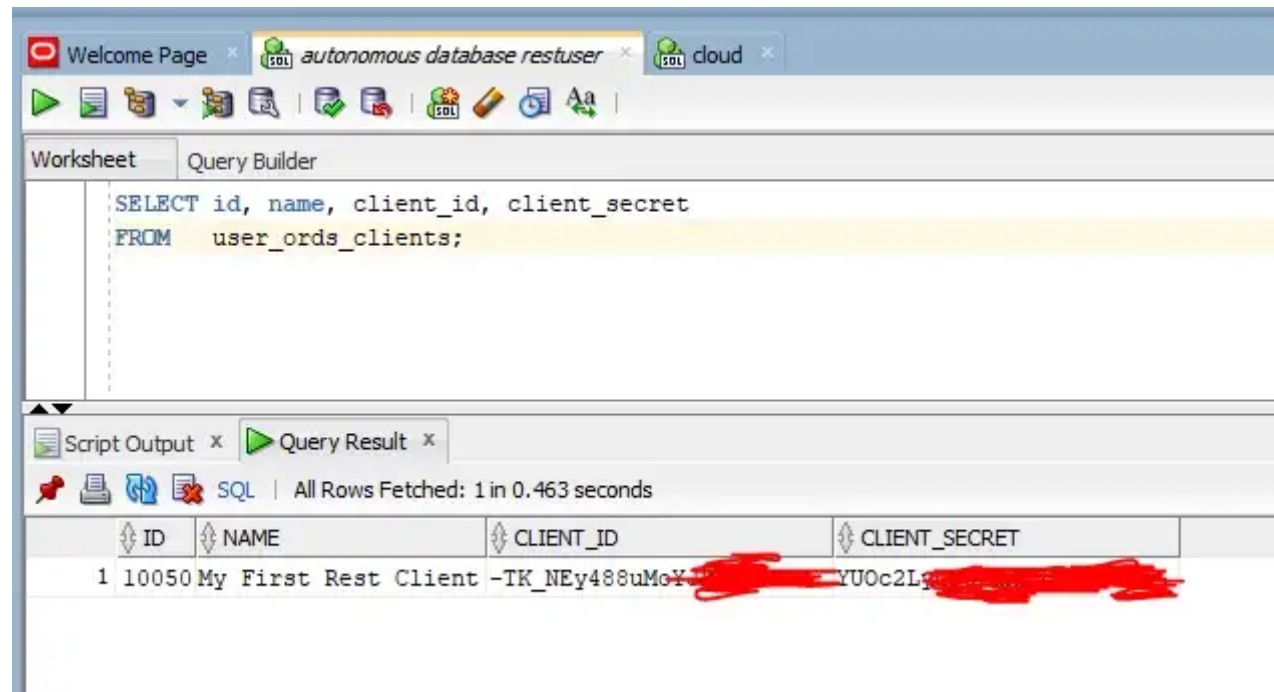 Welcome Page autonomous database restuser cloud
Worksheet Query Builder
SELECT id, name, client_id, client_secret
FROM user_ords_clients;
Script Output Query Result
SQL All Rows Fetched: 1 in 0.463 seconds
ID NAME CLIENT_ID CLIENT_SECRET
1 10050 My First Rest Client -TK_NEy488uMoY YUOc2L